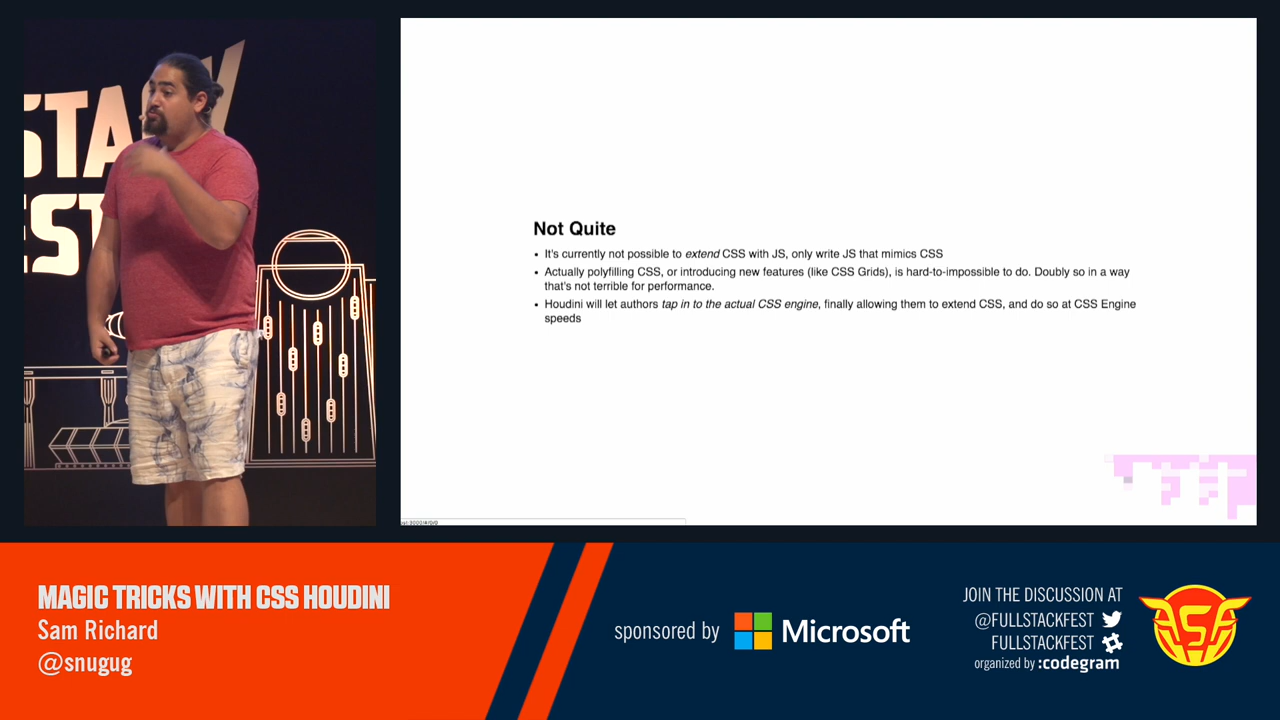 STA
EST
Not Quite
• It's currently not possible to extend CSS with JS, only write JS that mimics CSS
• Actually polyfilling CSS, or introducing new features (like CSS Grids), is hard-to-impossible to do. Doubly so in a way
that's not terrible for performance.
• Houdini will let authors tap in to the actual CSS engine, finally allowing them to extend CSS, and do so at CSS Engine
speeds
MAGIC TRICKS WITH CSS HOUDINI
Sam Richard
@snugug
sponsored by Microsoft
JOIN THE DISCUSSION AT
@FULLSTACKFEST
FULLSTACKFEST
organized by :codegram
FSF